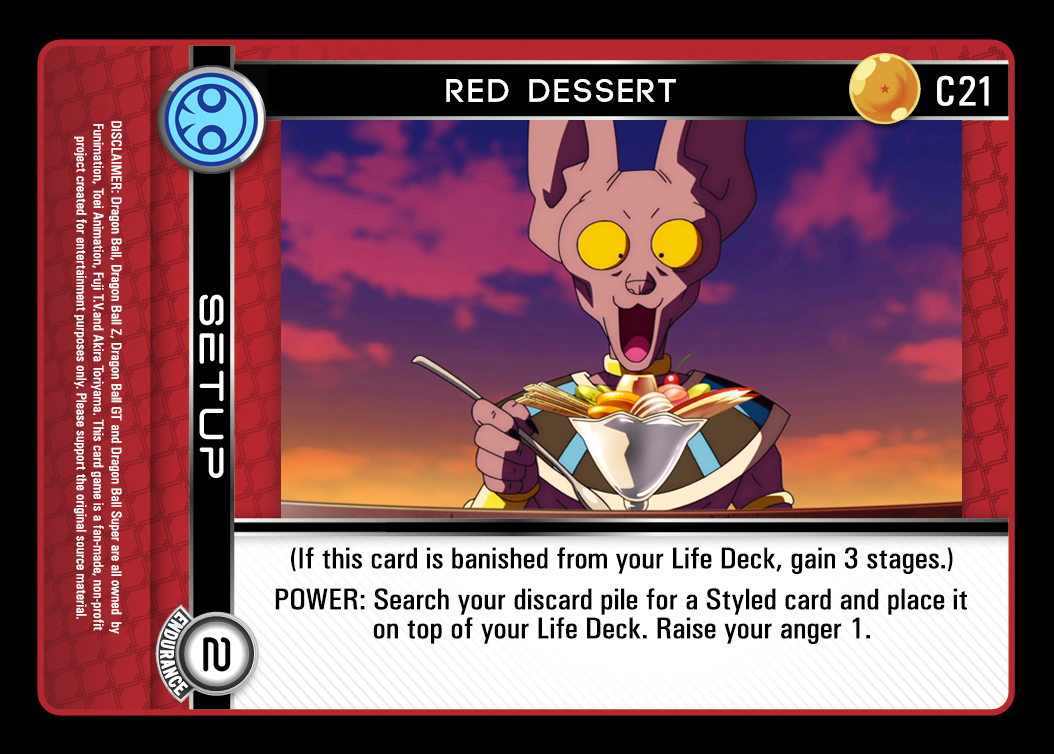 RED DESSERT
C21
SETUP
DISCLAIMER: Dragon Ball, Dragon Ball Z, Dragon Ball GT and Dragon Ball Super are all owned by
Funimation, Toei Animation, Fuji T.V.and Akira Toriyama. This card game is a fan-made, non-profit
project created for entertainment purposes only. Please support the original source material.
(If this card is banished from your Life Deck, gain 3 stages.)
POWER: Search your discard pile for a Styled card and place it
on top of your Life Deck. Raise your anger 1.
ENDURANCE
2